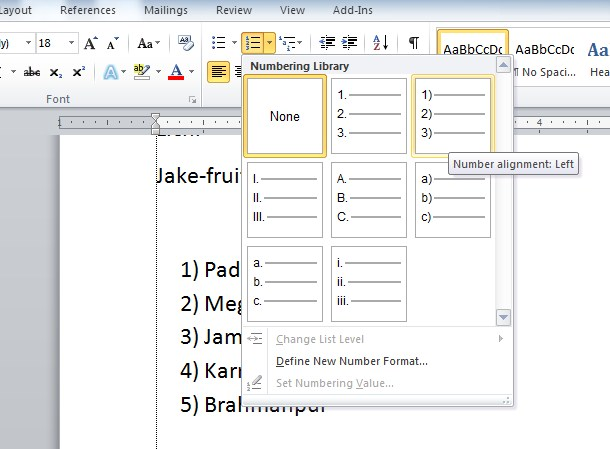 Layout References Mailings Review View Add-Ins
18 A A Aa
abc X₂ X² A
AaBbCcDc AaBbCcDc
¶ No Spaci... Hea
Font
Numbering Library
None
1.
2.
3.
1)
2)
3)
Number alignment: Left
I.
II.
III.
A.
B.
C.
a)
b)
c)
a.
b.
c.
i.
ii.
iii.
Change List Level
Define New Number Format...
Set Numbering Value...
Jake-frui
1) Pad
2) Meg
3) Jam
4) Kar
5) Brahmanpur